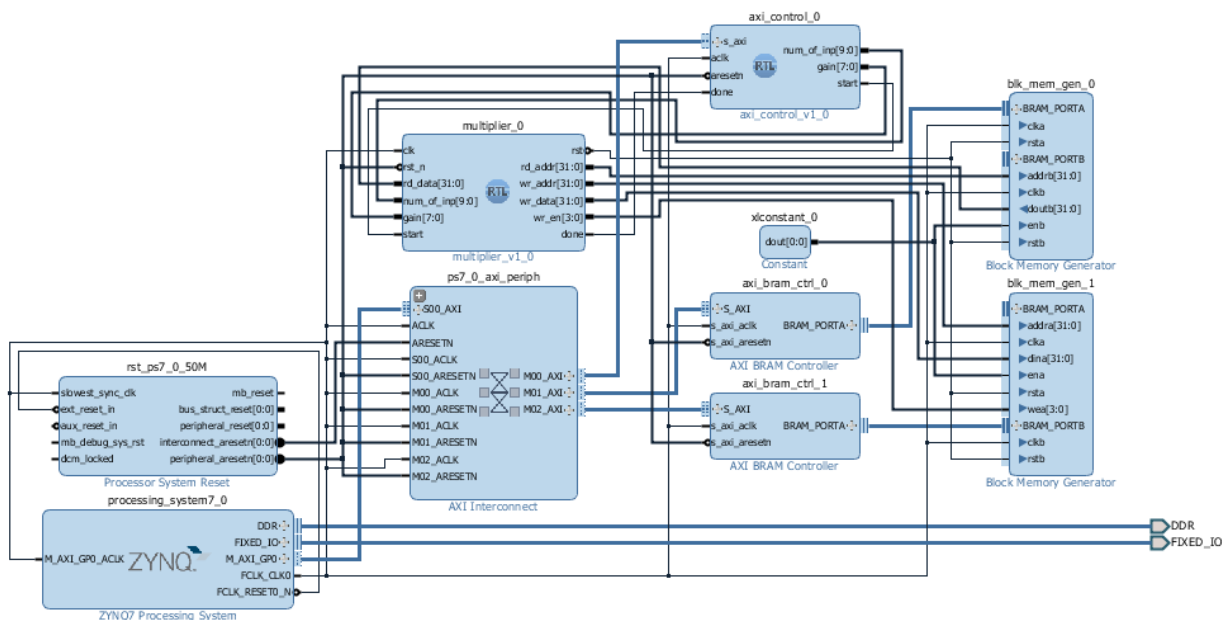 axi_control_0
s_axi
aclk
aresetn
done
num_of_inp[9:0]
gain[7:0]
start
RTL
axi_control_v1_0
multiplier_0
clk
rst_n
rd_data[31:0]
num_of_inp[9:0]
gain[7:0]
start
RTL
rst
rd_addr[31:0]
wr_addr[31:0]
wr_data[31:0]
wr_en[3:0]
done
multiplier_v1_0
blk_mem_gen_0
BRAM_PORTA
clka
rsta
BRAM_PORTB
addrb[31:0]
clkb
doutb[31:0]
enb
rstb
Block Memory Generator
xlconstant_0
dout[0:0]
Constant
ps7_0_axi_periph
S00_AXI
ACLK
ARESETN
S00_ACLK
S00_ARESETN
M00_ACLK
M00_ARESETN
M01_ACLK
M01_ARESETN
M02_ACLK
M02_ARESETN
M00_AXI
M01_AXI
M02_AXI
AXI Interconnect
axi_bram_ctrl_0
S_AXI
s_axi_aclk
s_axi_aresetn
BRAM_PORTA
AXI BRAM Controller
axi_bram_ctrl_1
S_AXI
s_axi_aclk
s_axi_aresetn
BRAM_PORTA
AXI BRAM Controller
blk_mem_gen_1
BRAM_PORTA
addra[31:0]
clka
dina[31:0]
ena
rsta
wea[3:0]
BRAM_PORTB
clkb
rstb
Block Memory Generator
rst_ps7_0_50M
slowest_sync_clk
ext_reset_in
aux_reset_in
mb_debug_sys_rst
dcm_locked
mb_reset
bus_struct_reset[0:0]
peripheral_reset[0:0]
interconnect_aresetn[0:0]
peripheral_aresetn[0:0]
Processor System Reset
processing_system7_0
M_AXI_GP0_ACLK
ZYNQ
DDR
FIXED_IO
M_AXI_GP0
FCLK_CLK0
FCLK_RESET0_N
ZYNQ7 Processing System
DDR
FIXED_IO